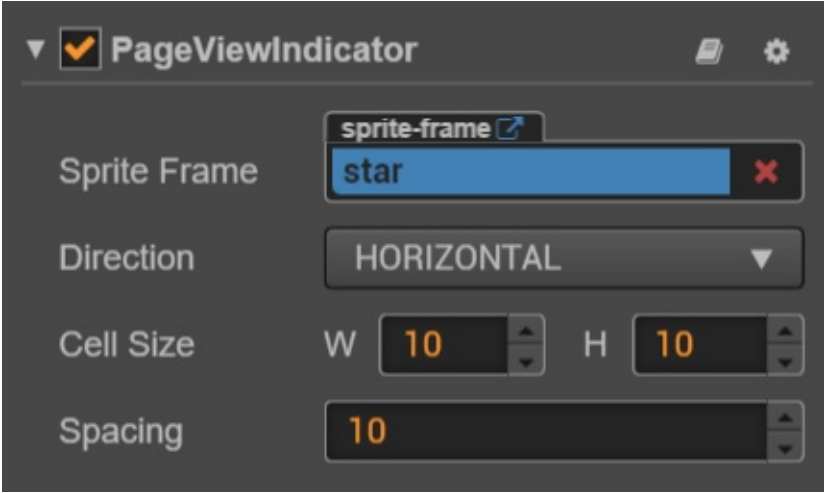 PageViewIndicator
sprite-frame
Sprite Frame star
Direction HORIZONTAL
Cell Size W 10 H 10
Spacing 10